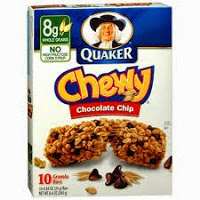 8g
WHOLE GRAINS
NO
HIGH FRUCTOSE
CORN SYRUP
QUAKER
Chewy
Chocolate Chip
10 Granola
Bars